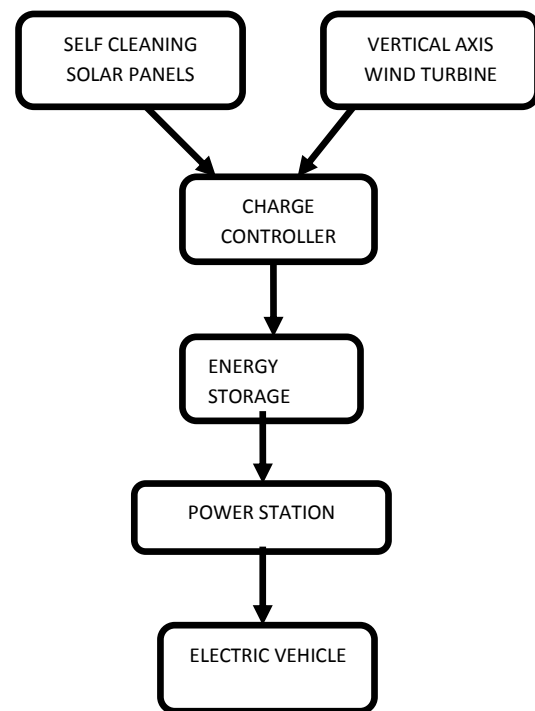 SELF CLEANING
SOLAR PANELS
VERTICAL AXIS
WIND TURBINE
CHARGE
CONTROLLER
ENERGY
STORAGE
POWER STATION
ELECTRIC VEHICLE